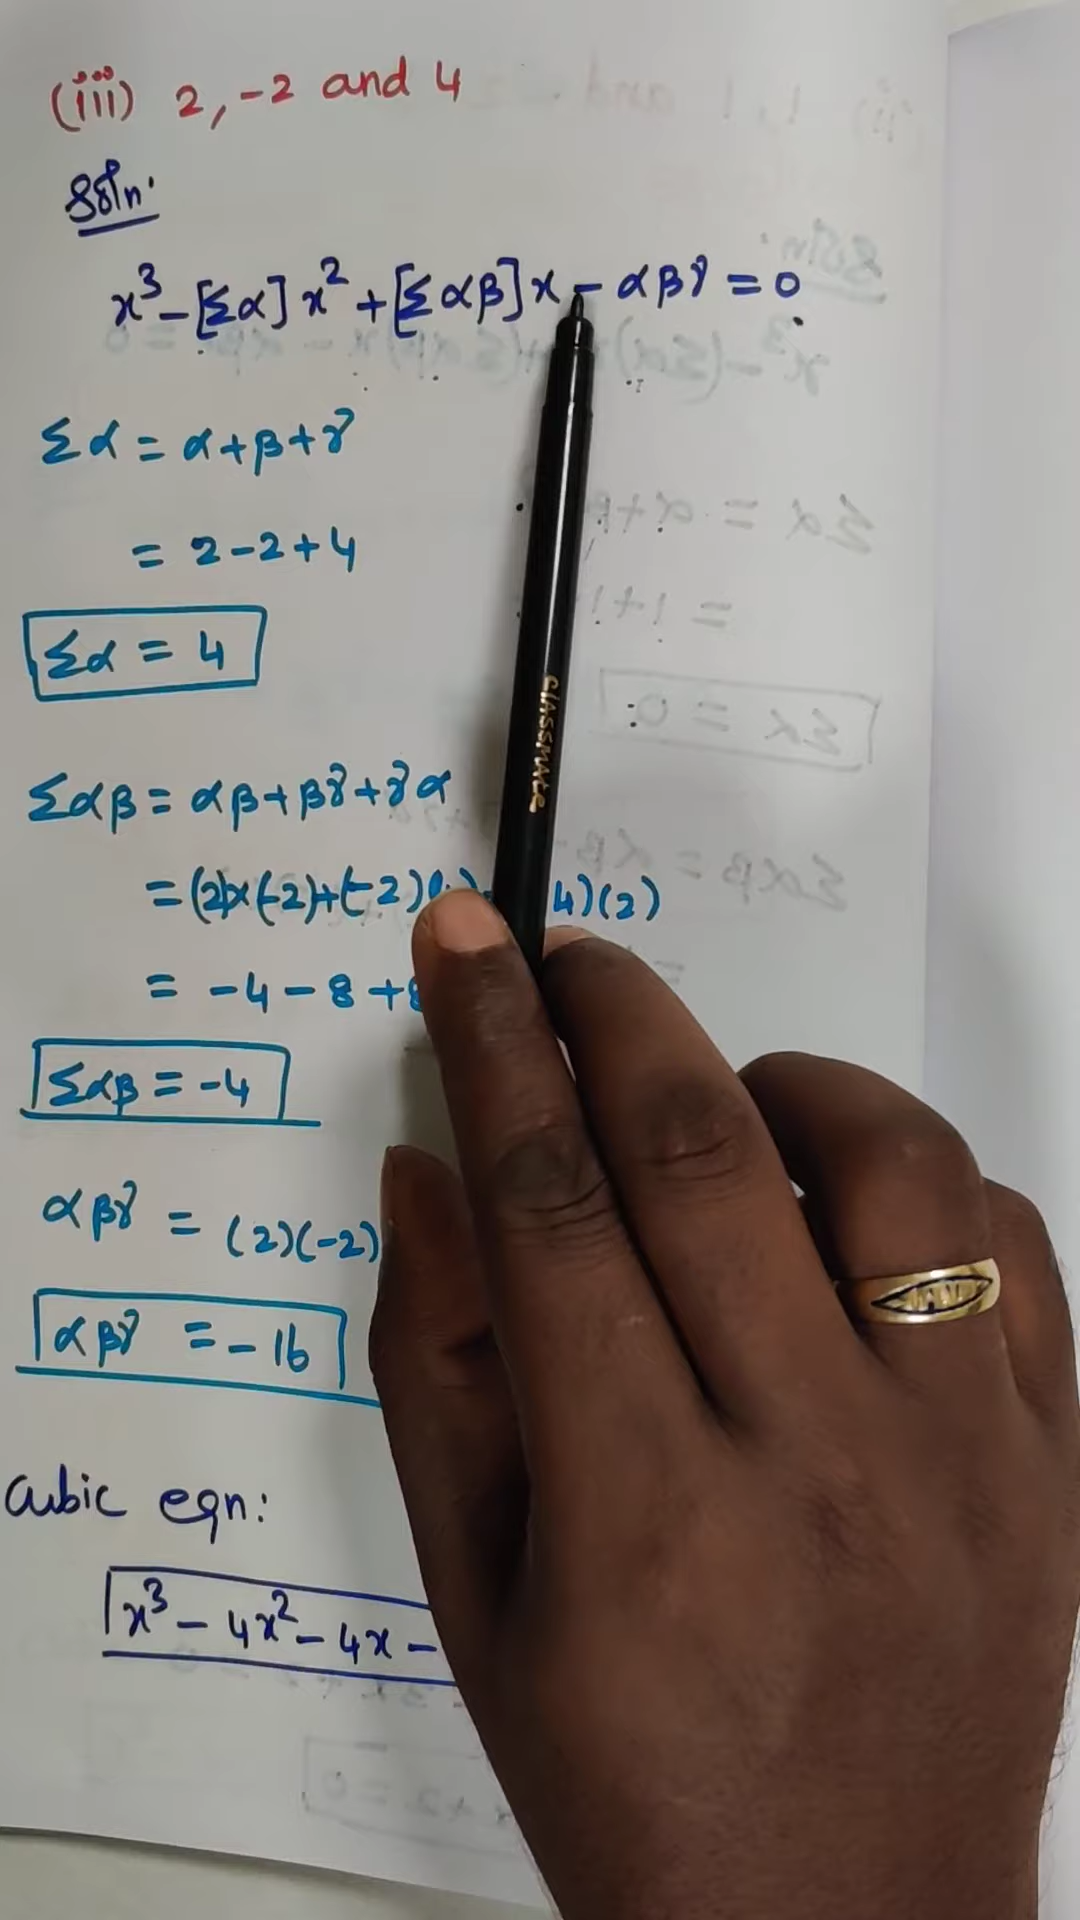 (iii) 2, -2 and 4
Soln:
x³ - [Σα] x² + [Σαβ] x - αβγ = 0
Σα = α + β + γ
= 2 - 2 + 4
Σα = 4
classmate
Σαβ = αβ + βγ + γα
= (2)x(-2)+(-2)( 4)(2)
= -4 - 8 + 8
Σαβ = -4
αβγ = (2)(-2)
αβγ = -16
cubic eqn:
x³ - 4x² - 4x -